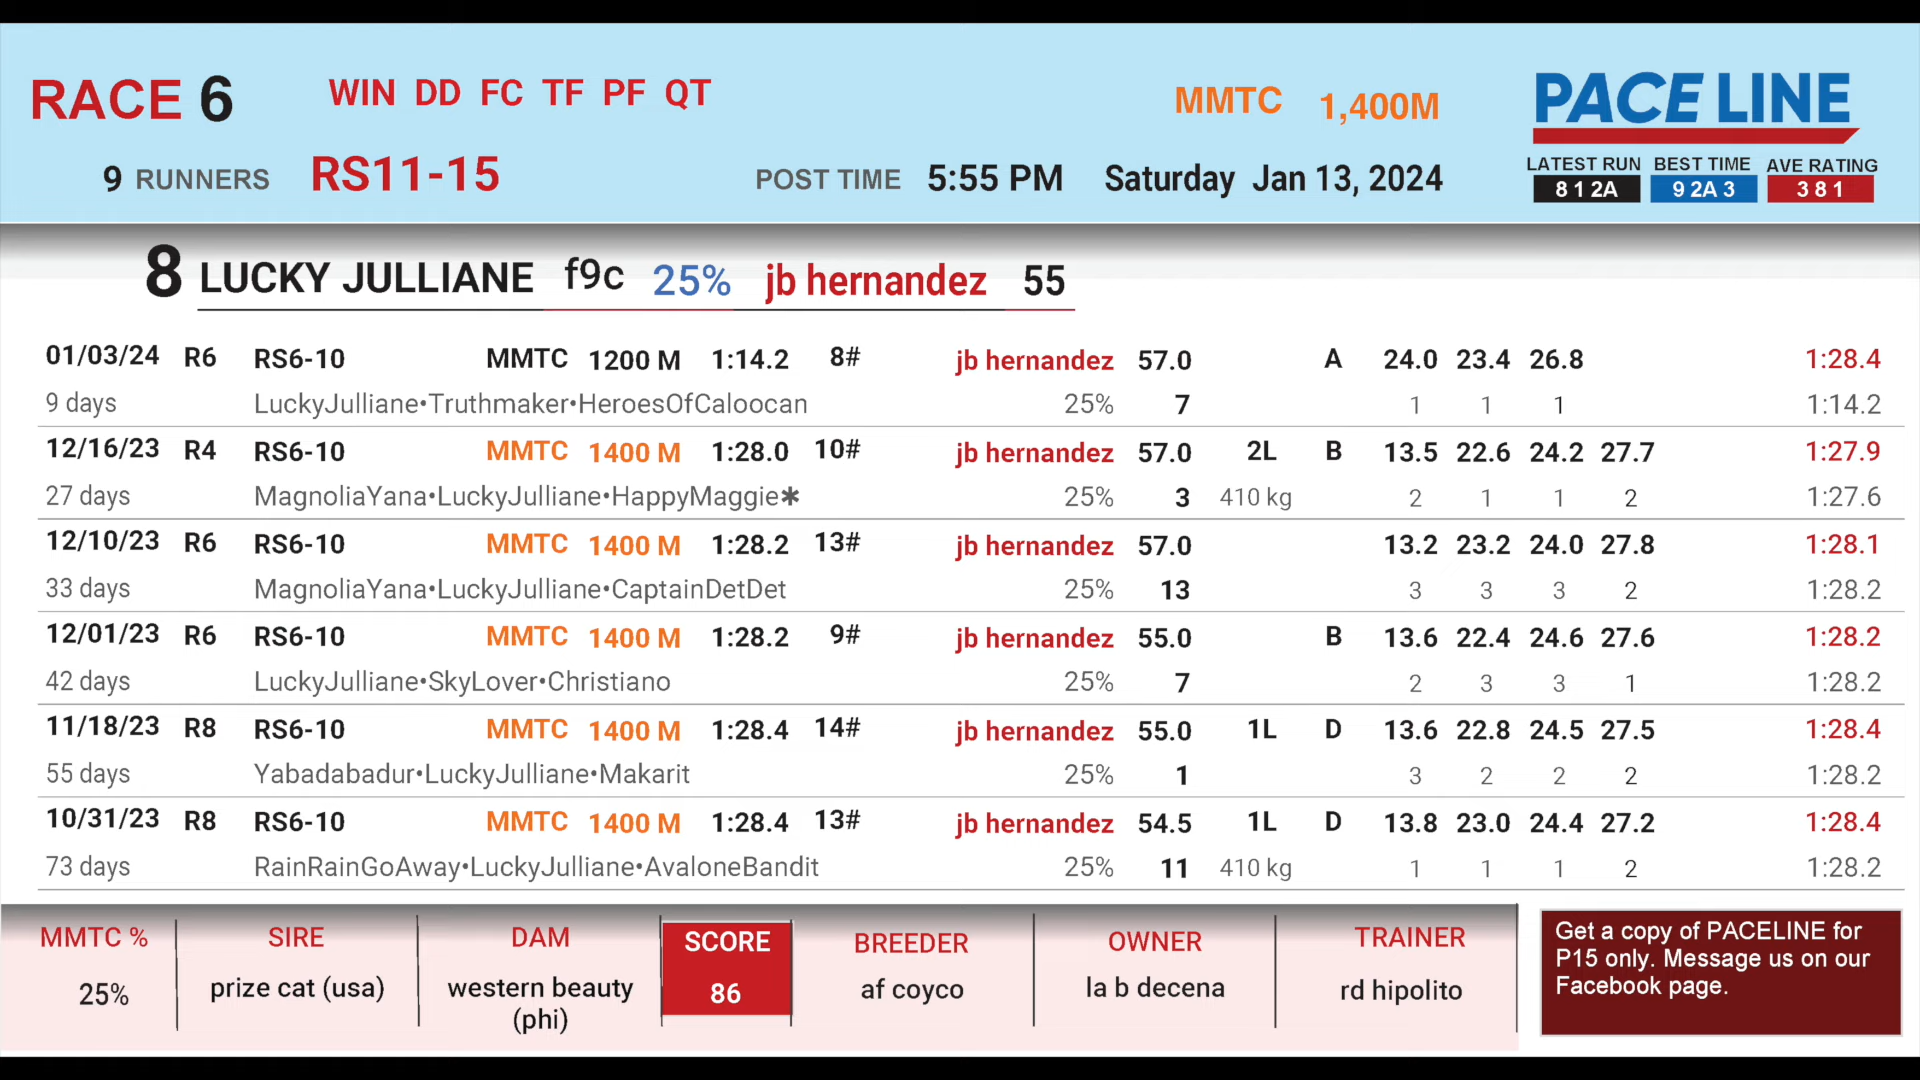 RACE 6 WIN DD FC TF PF QT MMTC 1,400M PACE LINE
9 RUNNERS RS11-15 POST TIME 5:55 PM Saturday Jan 13, 2024
LATEST RUN BEST TIME AVE RATING
8 1 2A 9 2A 3 3 8 1
8 LUCKY JULLIANE f9c 25% jb hernandez 55
01/03/24 R6 RS6-10 MMTC 1200 M 1:14.2 8# jb hernandez 57.0 A 24.0 23.4 26.8 1:28.4
9 days LuckyJulliane•Truthmaker•HeroesOfCaloocan 25% 7 1 1 1 1:14.2
12/16/23 R4 RS6-10 MMTC 1400 M 1:28.0 10# jb hernandez 57.0 2L B 13.5 22.6 24.2 27.7 1:27.9
27 days MagnoliaYana•LuckyJulliane•HappyMaggie✱ 25% 3 410 kg 2 1 1 2 1:27.6
12/10/23 R6 RS6-10 MMTC 1400 M 1:28.2 13# jb hernandez 57.0 13.2 23.2 24.0 27.8 1:28.1
33 days MagnoliaYana•LuckyJulliane•CaptainDetDet 25% 13 3 3 3 2 1:28.2
12/01/23 R6 RS6-10 MMTC 1400 M 1:28.2 9# jb hernandez 55.0 B 13.6 22.4 24.6 27.6 1:28.2
42 days LuckyJulliane•SkyLover•Christiano 25% 7 2 3 3 1 1:28.2
11/18/23 R8 RS6-10 MMTC 1400 M 1:28.4 14# jb hernandez 55.0 1L D 13.6 22.8 24.5 27.5 1:28.4
55 days Yabadabadur•LuckyJulliane•Makarit 25% 1 3 2 2 2 1:28.2
10/31/23 R8 RS6-10 MMTC 1400 M 1:28.4 13# jb hernandez 54.5 1L D 13.8 23.0 24.4 27.2 1:28.4
73 days RainRainGoAway•LuckyJulliane•AvaloneBandit 25% 11 410 kg 1 1 1 2 1:28.2
MMTC % SIRE DAM SCORE BREEDER OWNER TRAINER
25% prize cat (usa) western beauty 86 af coyco la b decena rd hipolito
(phi)
Get a copy of PACELINE for
P15 only. Message us on our
Facebook page.